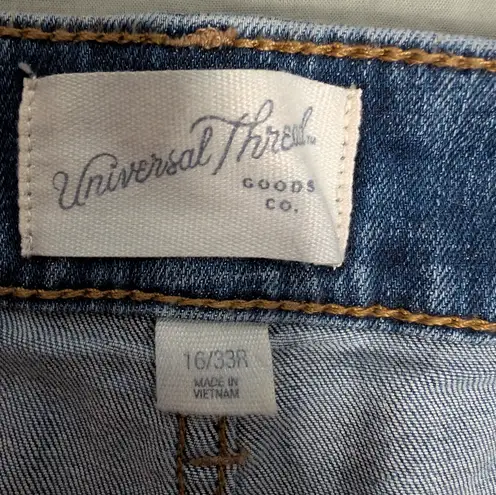 Universal Thread
GOODS
CO.
16/33R
MADE IN
VIETNAM